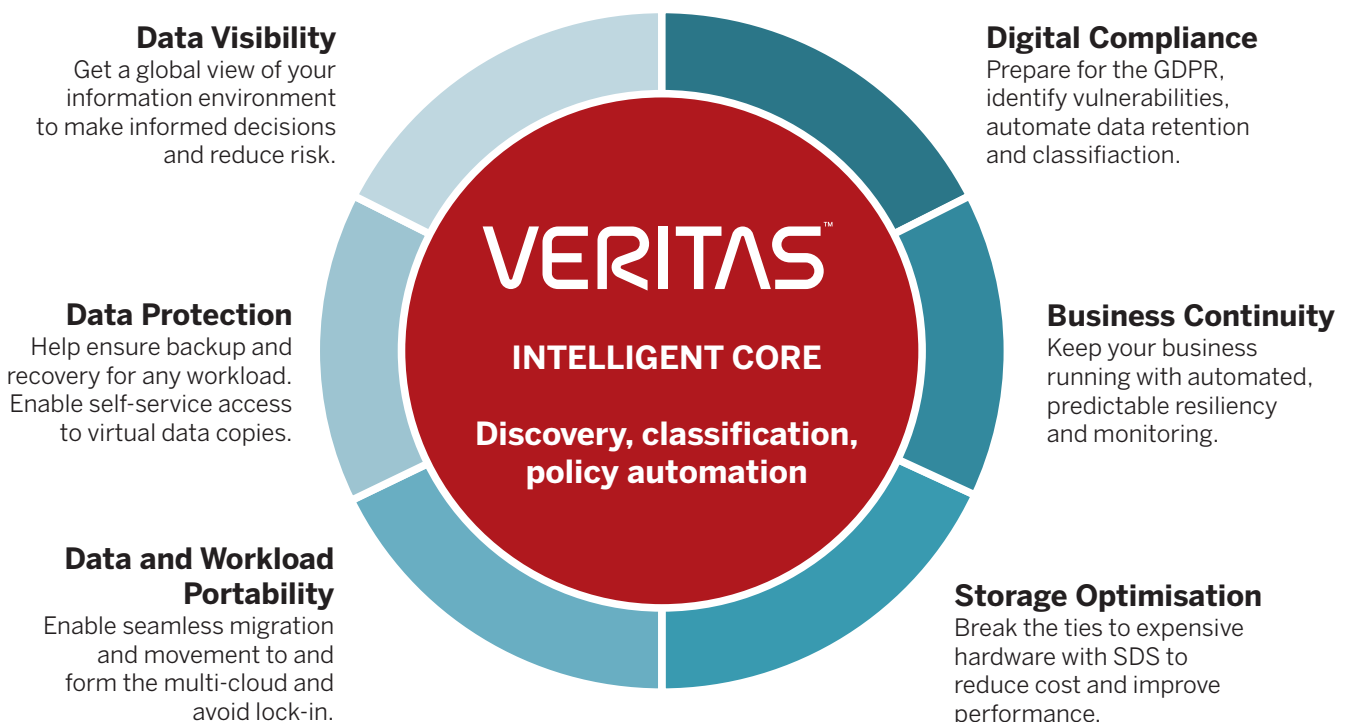 Data Visibility
Get a global view of your
information environment
to make informed decisions
and reduce risk.
Digital Compliance
Prepare for the GDPR,
identify vulnerabilities,
automate data retention
and classifiaction.
VERITAS™
INTELLIGENT CORE
Discovery, classification,
policy automation
Data Protection
Help ensure backup and
recovery for any workload.
Enable self-service access
to virtual data copies.
Business Continuity
Keep your business
running with automated,
predictable resiliency
and monitoring.
Data and Workload
Portability
Enable seamless migration
and movement to and
form the multi-cloud and
avoid lock-in.
Storage Optimisation
Break the ties to expensive
hardware with SDS to
reduce cost and improve
performance.